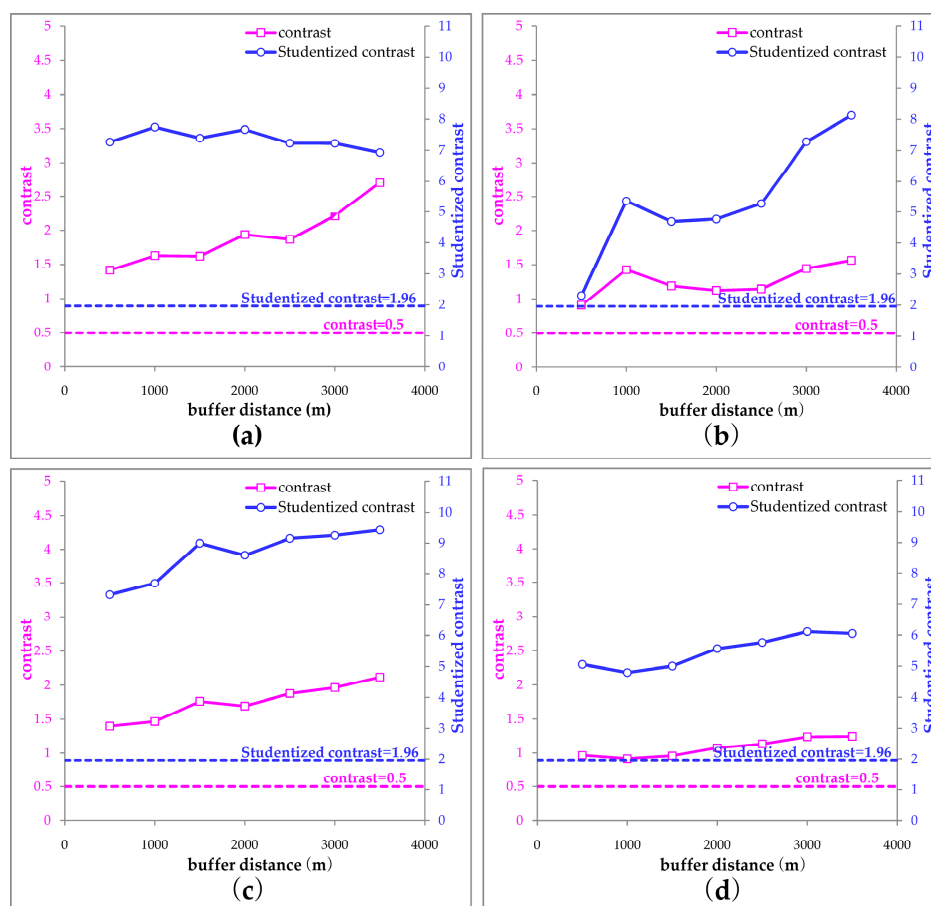 contrast
Studentized contrast
5
4.5
4
3.5
3
2.5
2
1.5
1
0.5
0
contrast
11
10
9
8
7
6
5
4
3
2
1
0
Studentized contrast
Studentized contrast=1.96
contrast=0.5
0 1000 2000 3000 4000
buffer distance (m)
(a)
contrast
Studentized contrast
5
4.5
4
3.5
3
2.5
2
1.5
1
0.5
0
contrast
11
10
9
8
7
6
5
4
3
2
1
0
Studentized contrast
Studentized contrast=1.96
contrast=0.5
0 1000 2000 3000 4000
buffer distance（m）
（b）
contrast
Studentized contrast
5
4.5
4
3.5
3
2.5
2
1.5
1
0.5
0
contrast
11
10
9
8
7
6
5
4
3
2
1
0
Studentized contrast
Studentized contrast=1.96
contrast=0.5
0 1000 2000 3000 4000
buffer distance（m）
（c）
contrast
Studentized contrast
5
4.5
4
3.5
3
2.5
2
1.5
1
0.5
0
contrast
11
10
9
8
7
6
5
4
3
2
1
0
Studentized contrast
Studentized contrast=1.96
contrast=0.5
0 1000 2000 3000 4000
buffer distance（m）
（d）